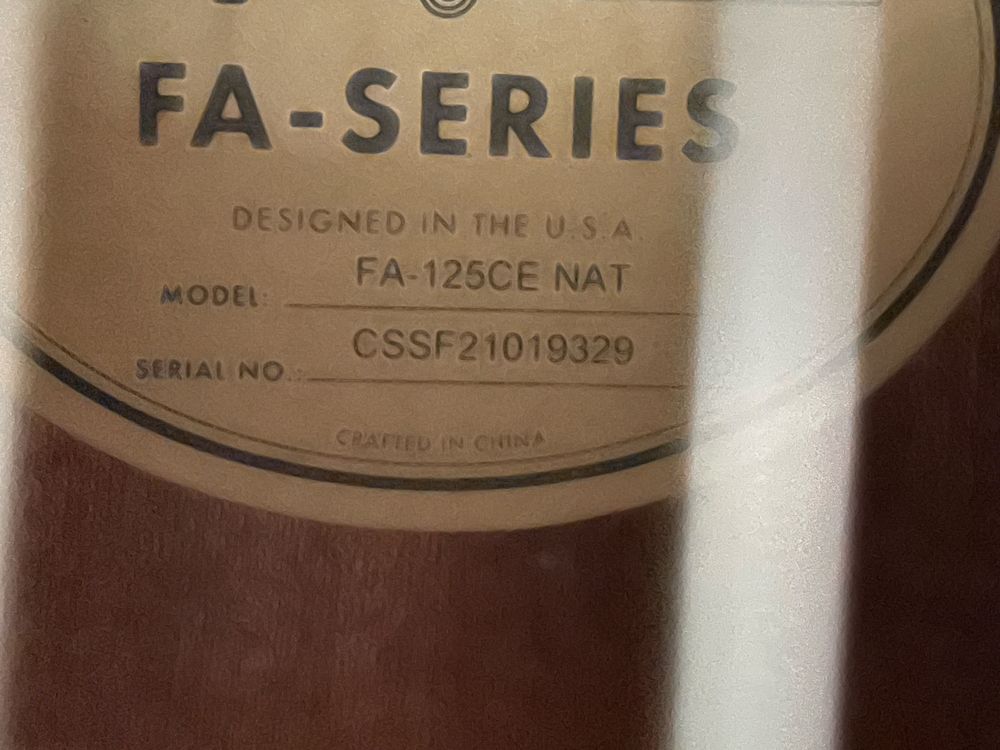 FA-SERIES
DESIGNED IN THE U.S.A.
FA-125CE NAT
MODEL:
CSSF21019329
SERIAL NO.:
CRAFTED IN CHINA